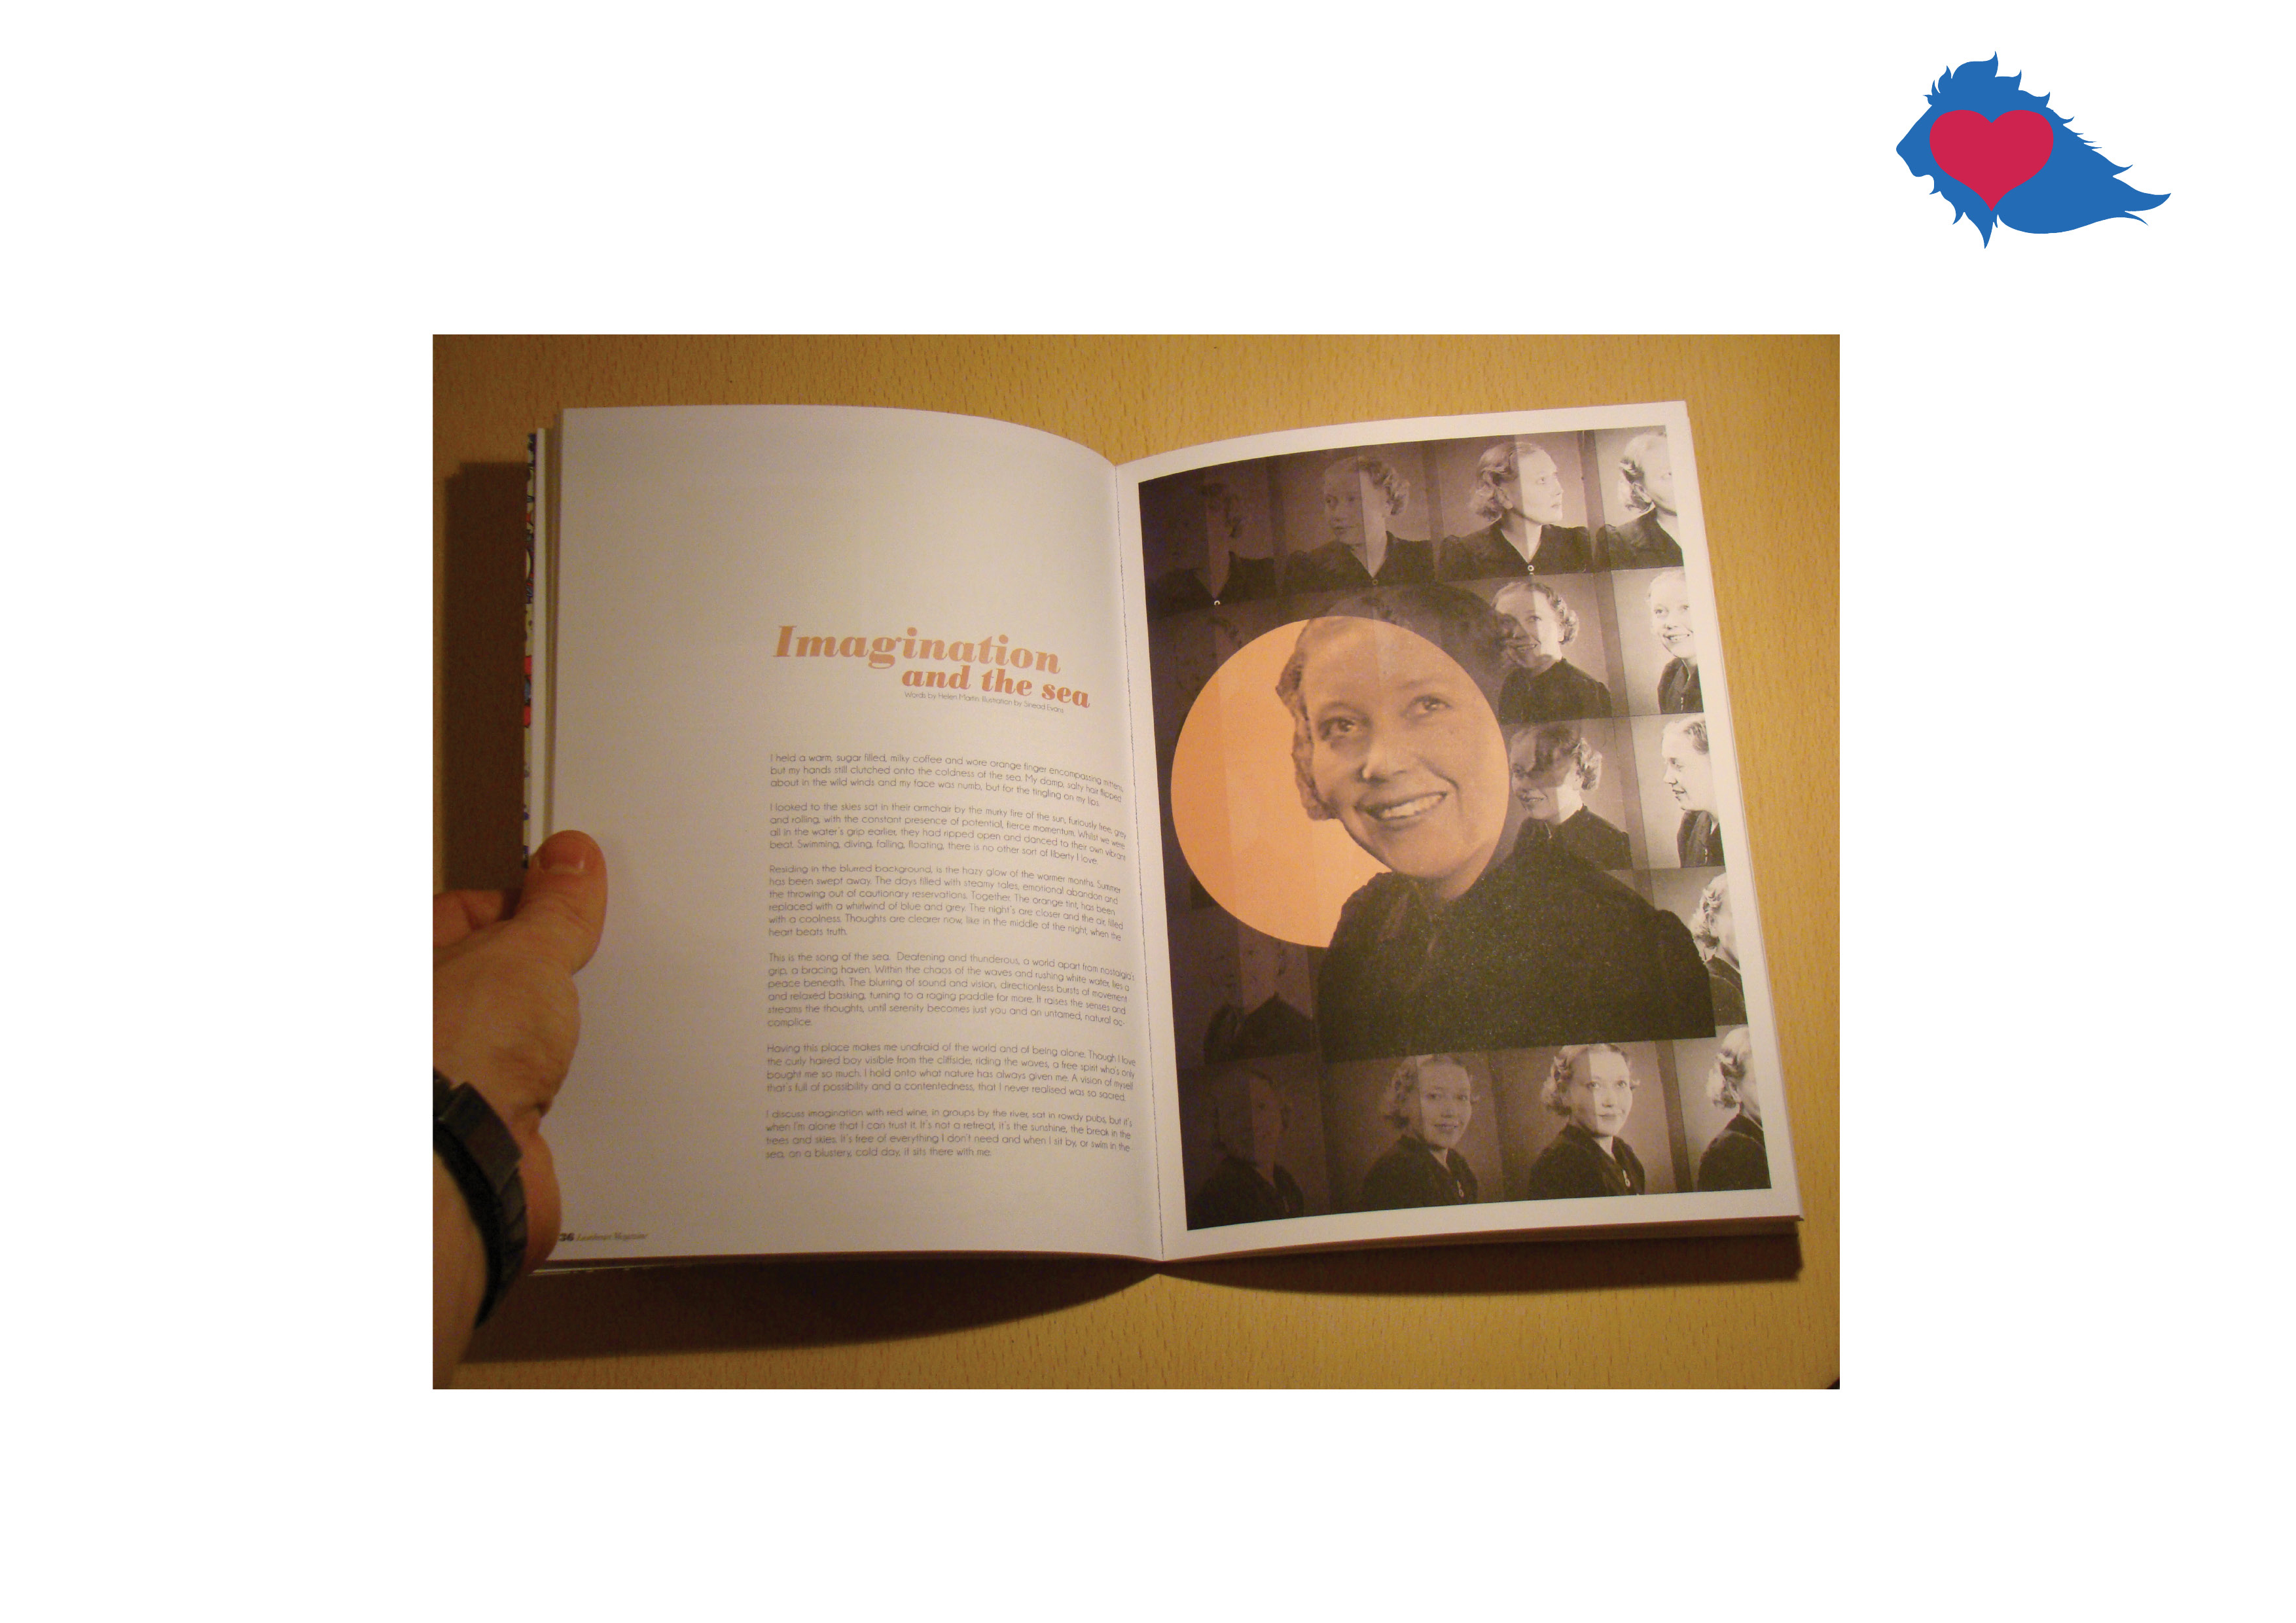 Imagination
and the sea
Words by Helen Martin Illustration by Sinead Evans
I held a warm, sugar filled, milky coffee and wore orange finger encompassing mittens,
but my hands still clutched onto the coldness of the sea. My damp, salty hair flipped
about in the wild winds and my face was numb, but for the tingling on my lips.
I looked to the skies sat in their armchair by the murky fire of the sun, furiously free, grey
and rolling, with the constant presence of potential, fierce momentum. Whilst we were
all in the water's grip earlier, they had ripped open and danced to their own vibrant
beat. Swimming, diving, falling, floating, there is no other sort of liberty I love.
Residing in the blurred background, is the hazy glow of the warmer months. Summer
has been swept away. The days filled with steamy tales, emotional abandon and
the throwing out of cautionary reservations. Together. The orange tint, has been
replaced with a whirlwind of blue and grey. The night's are closer and the air, filled
with a coolness. Thoughts are clearer now, like in the middle of the night, when the
heart beats truth.
This is the song of the sea. Deafening and thunderous, a world apart from nostalgia's
grip, a bracing haven. Within the chaos of the waves and rushing white water, lies a
peace beneath. The blurring of sound and vision, directionless bursts of movement
and relaxed basking, turning to a raging paddle for more. It raises the senses and
streams the thoughts, until serenity becomes just you and an untamed, natural ac-
complice.
Having this place makes me unafraid of the world and of being alone. Though I love
the curly haired boy visible from the cliffside, riding the waves, a free spirit who's only
bought me so much. I hold onto what nature has always given me. A vision of myself
that's full of possibility and a contentedness, that I never realised was so sacred.
I discuss imagination with red wine, in groups by the river, sat in rowdy pubs, but it's
when I'm alone that I can trust it. It's not a retreat, it's the sunshine, the break in the
trees and skies. It's free of everything I don't need and when I sit by, or swim in the
sea, on a blustery, cold day, it sits there with me.
36 Lionheart Magazine